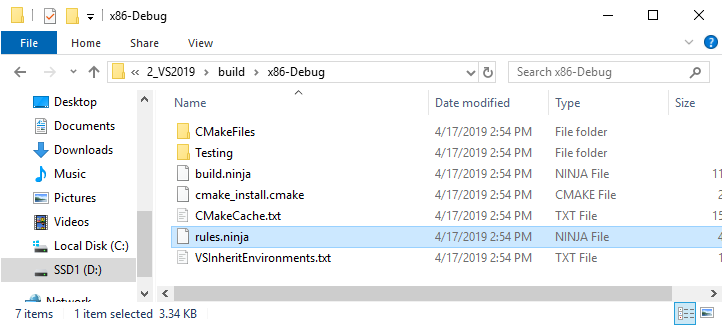 x86-Debug
File Home Share View
« 2_VS2019 › build › x86-Debug Search x86-Debug
Desktop
Documents
Downloads
Music
Pictures
Videos
Local Disk (C:)
SSD1 (D:)
Network
Name Date modified Type Size
CMakeFiles 4/17/2019 2:54 PM File folder
Testing 4/17/2019 2:54 PM File folder
build.ninja 4/17/2019 2:54 PM NINJA File 11
cmake_install.cmake 4/17/2019 2:54 PM CMAKE File 2
CMakeCache.txt 4/17/2019 2:54 PM TXT File 15
rules.ninja 4/17/2019 2:54 PM NINJA File 4
VSInheritEnvironments.txt 4/17/2019 2:54 PM TXT File
7 items 1 item selected 3.34 KB